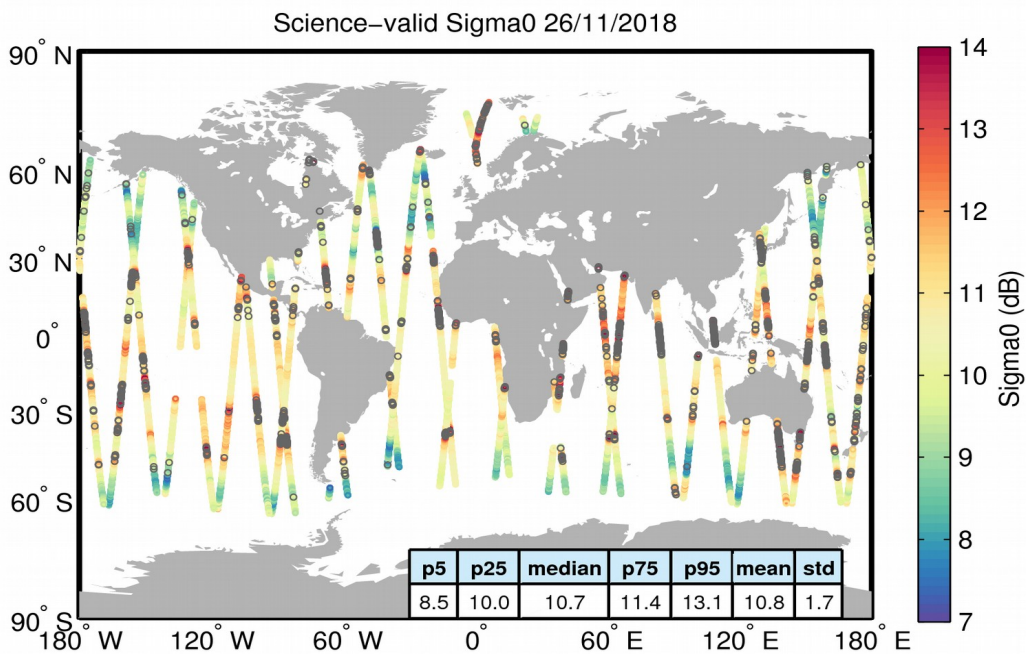 Science−valid Sigma0 26/11/2018
90° N
60° N
30° N
0°
30° S
60° S
90° S
180° W
120° W
60° W
0°
60° E
120° E
180° E
p5 p25 median p75 p95 mean std
8.5 10.0 10.7 11.4 13.1 10.8 1.7
14
13
12
11
10
9
8
7
Sigma0 (dB)